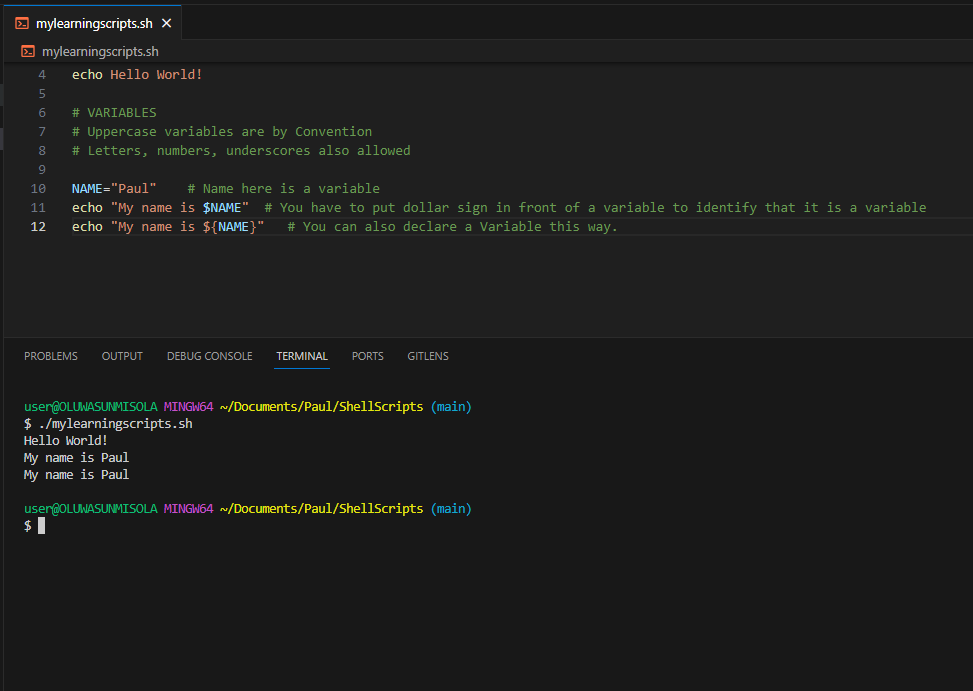 mylearningscripts.sh
mylearningscripts.sh
4 echo Hello World!
5
6 # VARIABLES
7 # Uppercase variables are by Convention
8 # Letters, numbers, underscores also allowed
9
10 NAME="Paul"    # Name here is a variable
11 echo "My name is $NAME"  # You have to put dollar sign in front of a variable to identify that it is a variable
12 echo "My name is ${NAME}"   # You can also declare a Variable this way.
PROBLEMS OUTPUT DEBUG CONSOLE TERMINAL PORTS GITLENS
user@OLUWASUNMISOLA MINGW64 ~/Documents/Paul/ShellScripts (main)
$ ./mylearningscripts.sh
Hello World!
My name is Paul
My name is Paul
user@OLUWASUNMISOLA MINGW64 ~/Documents/Paul/ShellScripts (main)
$